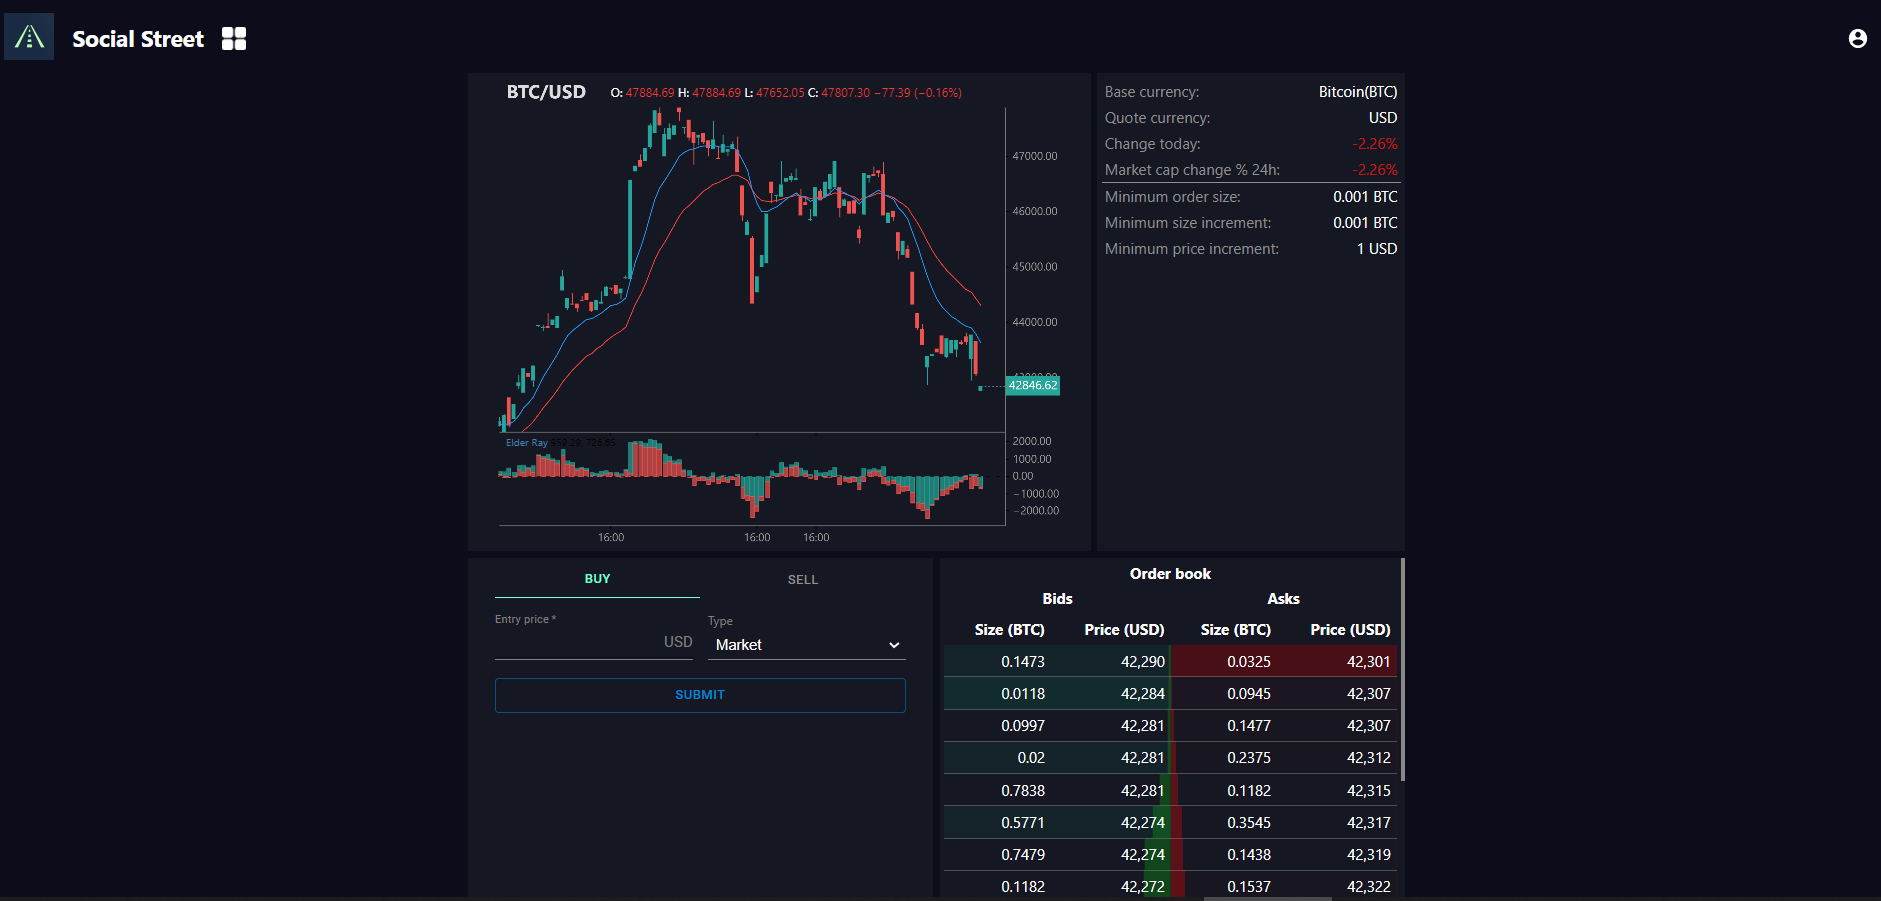 Social Street
BTC/USD O: 47884.69 H: 47884.69 L: 47652.05 C: 47807.30 −77.39 (−0.16%)
47000.00
46000.00
45000.00
44000.00
42846.62
Elder Ray 959.29, 726.65
2000.00
1000.00
0.00
−1000.00
−2000.00
16:00 16:00 16:00
Base currency: Bitcoin(BTC)
Quote currency: USD
Change today: -2.26%
Market cap change % 24h: -2.26%
Minimum order size: 0.001 BTC
Minimum size increment: 0.001 BTC
Minimum price increment: 1 USD
BUY SELL
Entry price * Type
USD Market
SUBMIT
Order book
Bids Asks
Size (BTC) Price (USD) Size (BTC) Price (USD)
0.1473 42,290 0.0325 42,301
0.0118 42,284 0.0945 42,307
0.0997 42,281 0.1477 42,307
0.02 42,281 0.2375 42,312
0.7838 42,281 0.1182 42,315
0.5771 42,274 0.3545 42,317
0.7479 42,274 0.1438 42,319
0.1182 42,272 0.1537 42,322